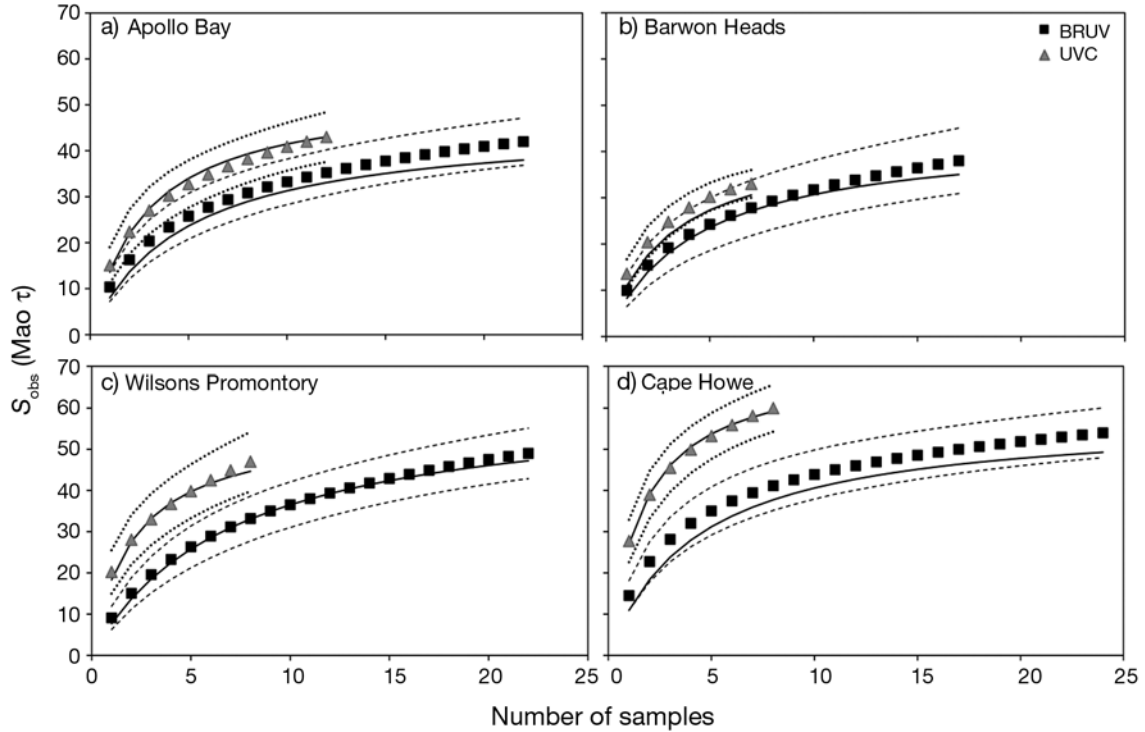 a) Apollo Bay
b) Barwon Heads
BRUV
UVC
70
60
50
40
30
20
10
0
c) Wilsons Promontory
d) Cape Howe
70
60
50
40
30
20
10
0
0 5 10 15 20 25
0 5 10 15 20 25
S obs (Mao τ)
Number of samples